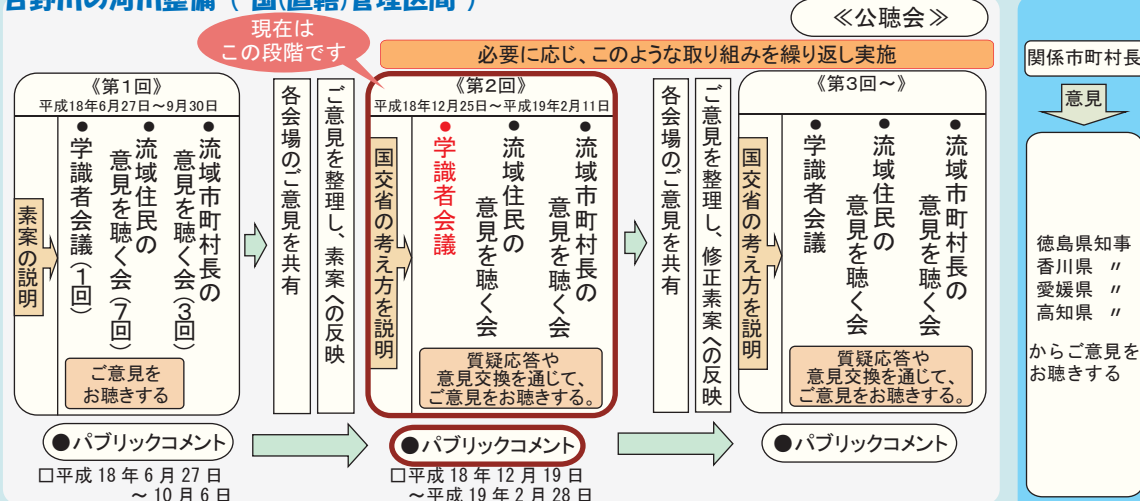 吉野川の河川整備（国(直轄)管理区間）
≪公聴会≫
現在は
この段階です
必要に応じ、このような取り組みを繰り返し実施
《第1回》
平成18年6月27日～9月30日
素案の説明
●学識者会議（1回）
●流域住民の
意見を聴く会（7回）
●流域市町村長の
意見を聴く会（3回）
ご意見を
お聴きする
各会場のご意見を共有
ご意見を整理し、素案への反映
《第2回》
平成18年12月25日～平成19年2月11日
国交省の考え方を説明
●学識者会議
●流域住民の
意見を聴く会
●流域市町村長の
意見を聴く会
質疑応答や
意見交換を通じて、
ご意見をお聴きする。
各会場のご意見を共有
ご意見を整理し、修正素案への反映
《第3回～》
国交省の考え方を説明
●学識者会議
●流域住民の
意見を聴く会
●流域市町村長の
意見を聴く会
質疑応答や
意見交換を通じて、
ご意見をお聴きする。
●パブリックコメント
□平成18年6月27日
～10月6日
●パブリックコメント
□平成18年12月19日
～平成19年2月28日
●パブリックコメント
関係市町村長
意見
徳島県知事
香川県 〃
愛媛県 〃
高知県 〃
からご意見を
お聴きする